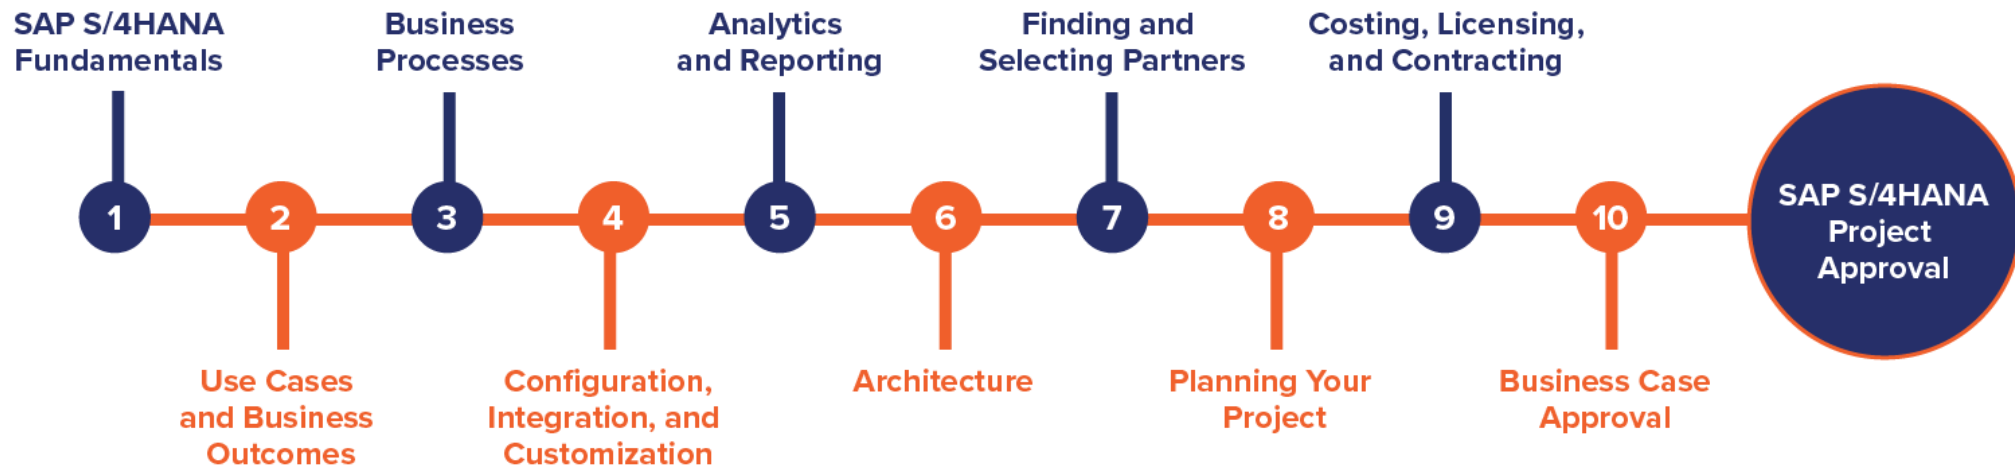 SAP S/4HANA
Fundamentals
Business
Processes
Analytics
and Reporting
Finding and
Selecting Partners
Costing, Licensing,
and Contracting
1
2
3
4
5
6
7
8
9
10
SAP S/4HANA
Project
Approval
Use Cases
and Business
Outcomes
Configuration,
Integration, and
Customization
Architecture
Planning Your
Project
Business Case
Approval